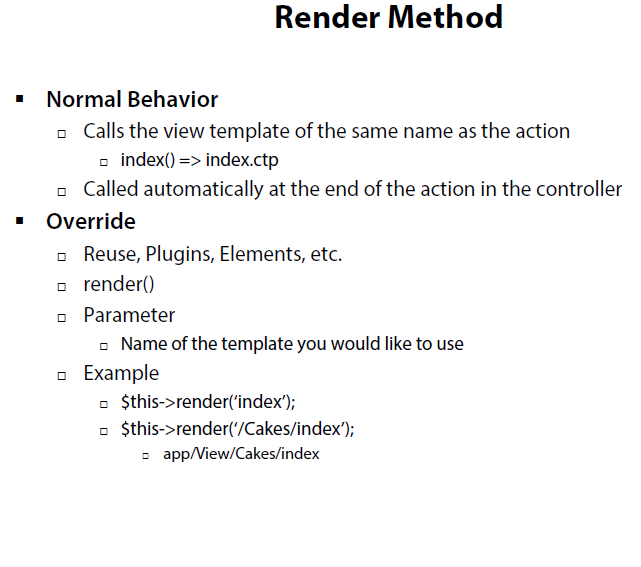 Render Method
Normal Behavior
Calls the view template of the same name as the action
index() => index.ctp
Called automatically at the end of the action in the controller
Override
Reuse, Plugins, Elements, etc.
render()
Parameter
Name of the template you would like to use
Example
$this->render(‘index’);
$this->render(‘/Cakes/index’);
app/View/Cakes/index